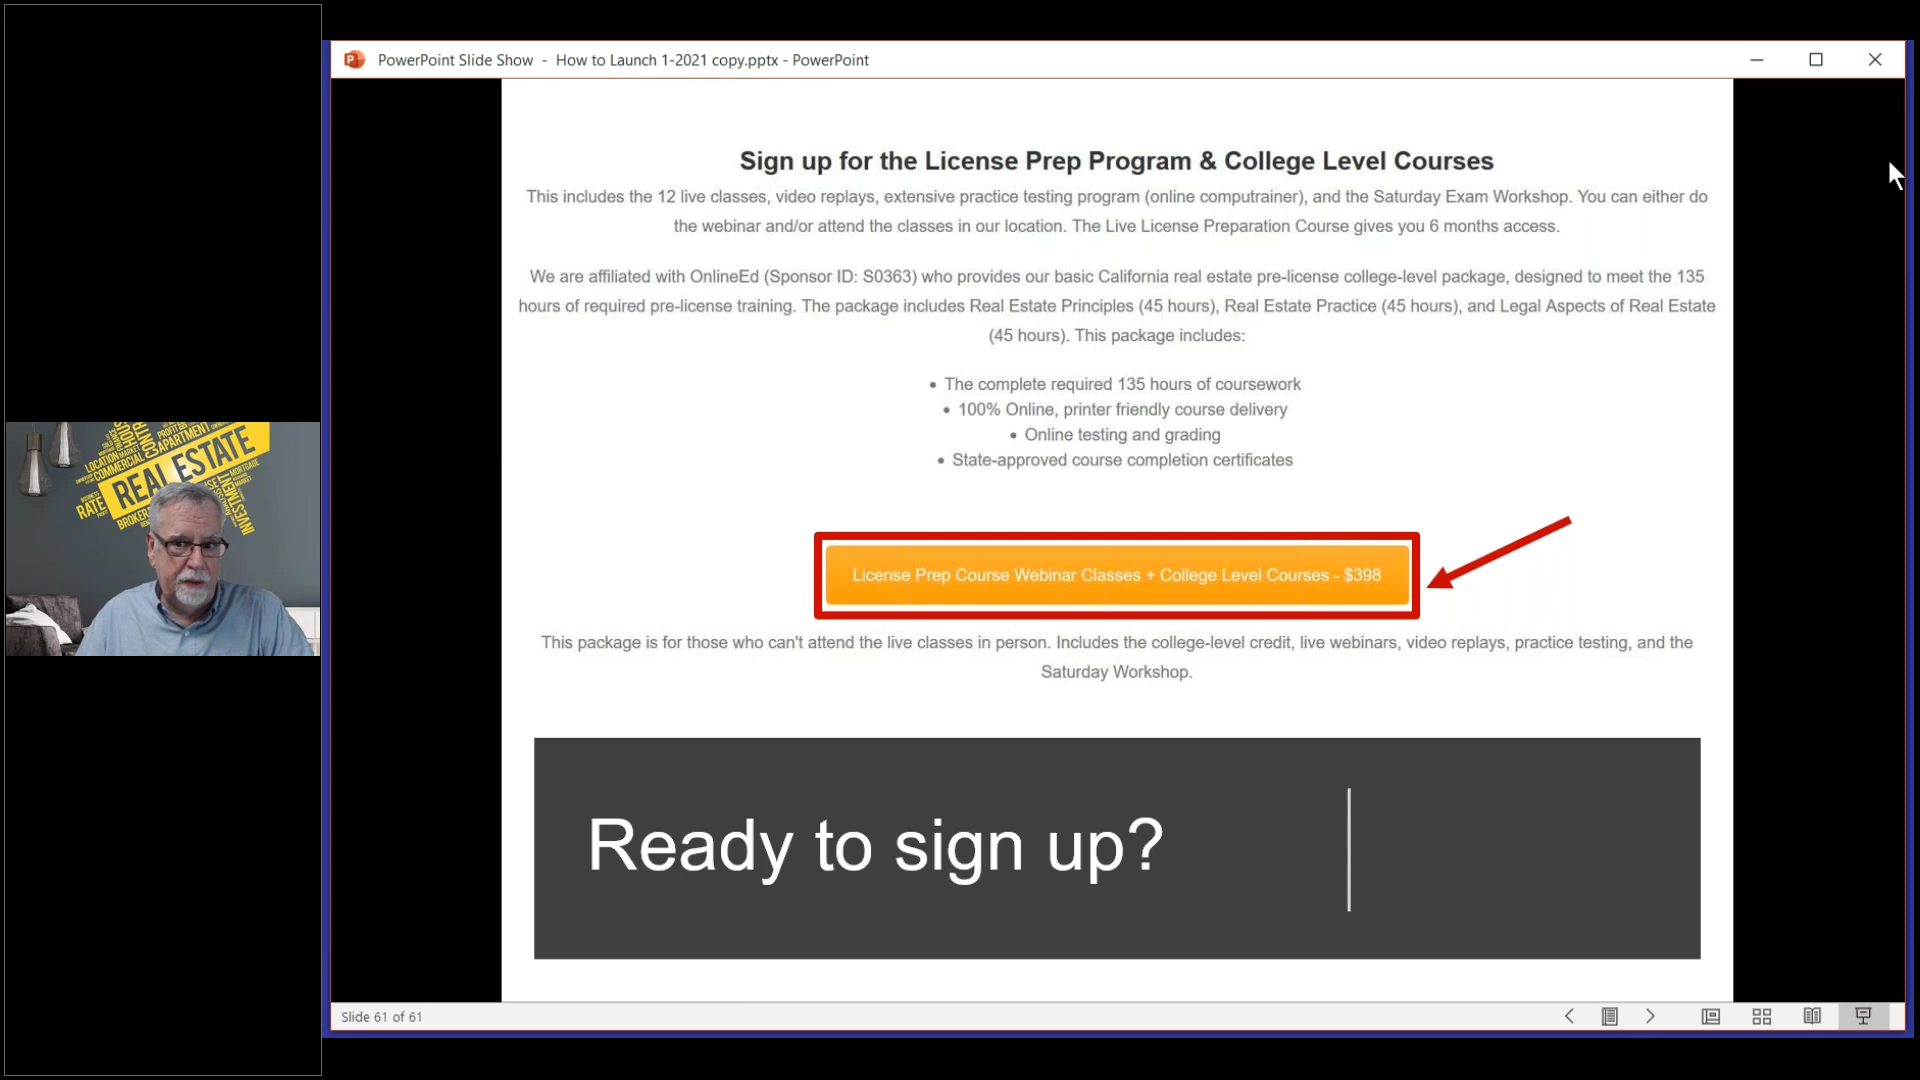 PowerPoint Slide Show - How to Launch 1-2021 copy.pptx - PowerPoint
Sign up for the License Prep Program & College Level Courses
This includes the 12 live classes, video replays, extensive practice testing program (online computrainer), and the Saturday Exam Workshop. You can either do
the webinar and/or attend the classes in our location. The Live License Preparation Course gives you 6 months access.
We are affiliated with OnlineEd (Sponsor ID: S0363) who provides our basic California real estate pre-license college-level package, designed to meet the 135
hours of required pre-license training. The package includes Real Estate Principles (45 hours), Real Estate Practice (45 hours), and Legal Aspects of Real Estate
(45 hours). This package includes:
• The complete required 135 hours of coursework
• 100% Online, printer friendly course delivery
• Online testing and grading
• State-approved course completion certificates
License Prep Course Webinar Classes + College Level Courses - $398
This package is for those who can't attend the live classes in person. Includes the college-level credit, live webinars, video replays, practice testing, and the
Saturday Workshop.
Ready to sign up?
Slide 61 of 61
APARTMENT
LOCATION
COMMERCIAL
REAL ESTATE
MORTGAGE
RATE
INVESTMENT